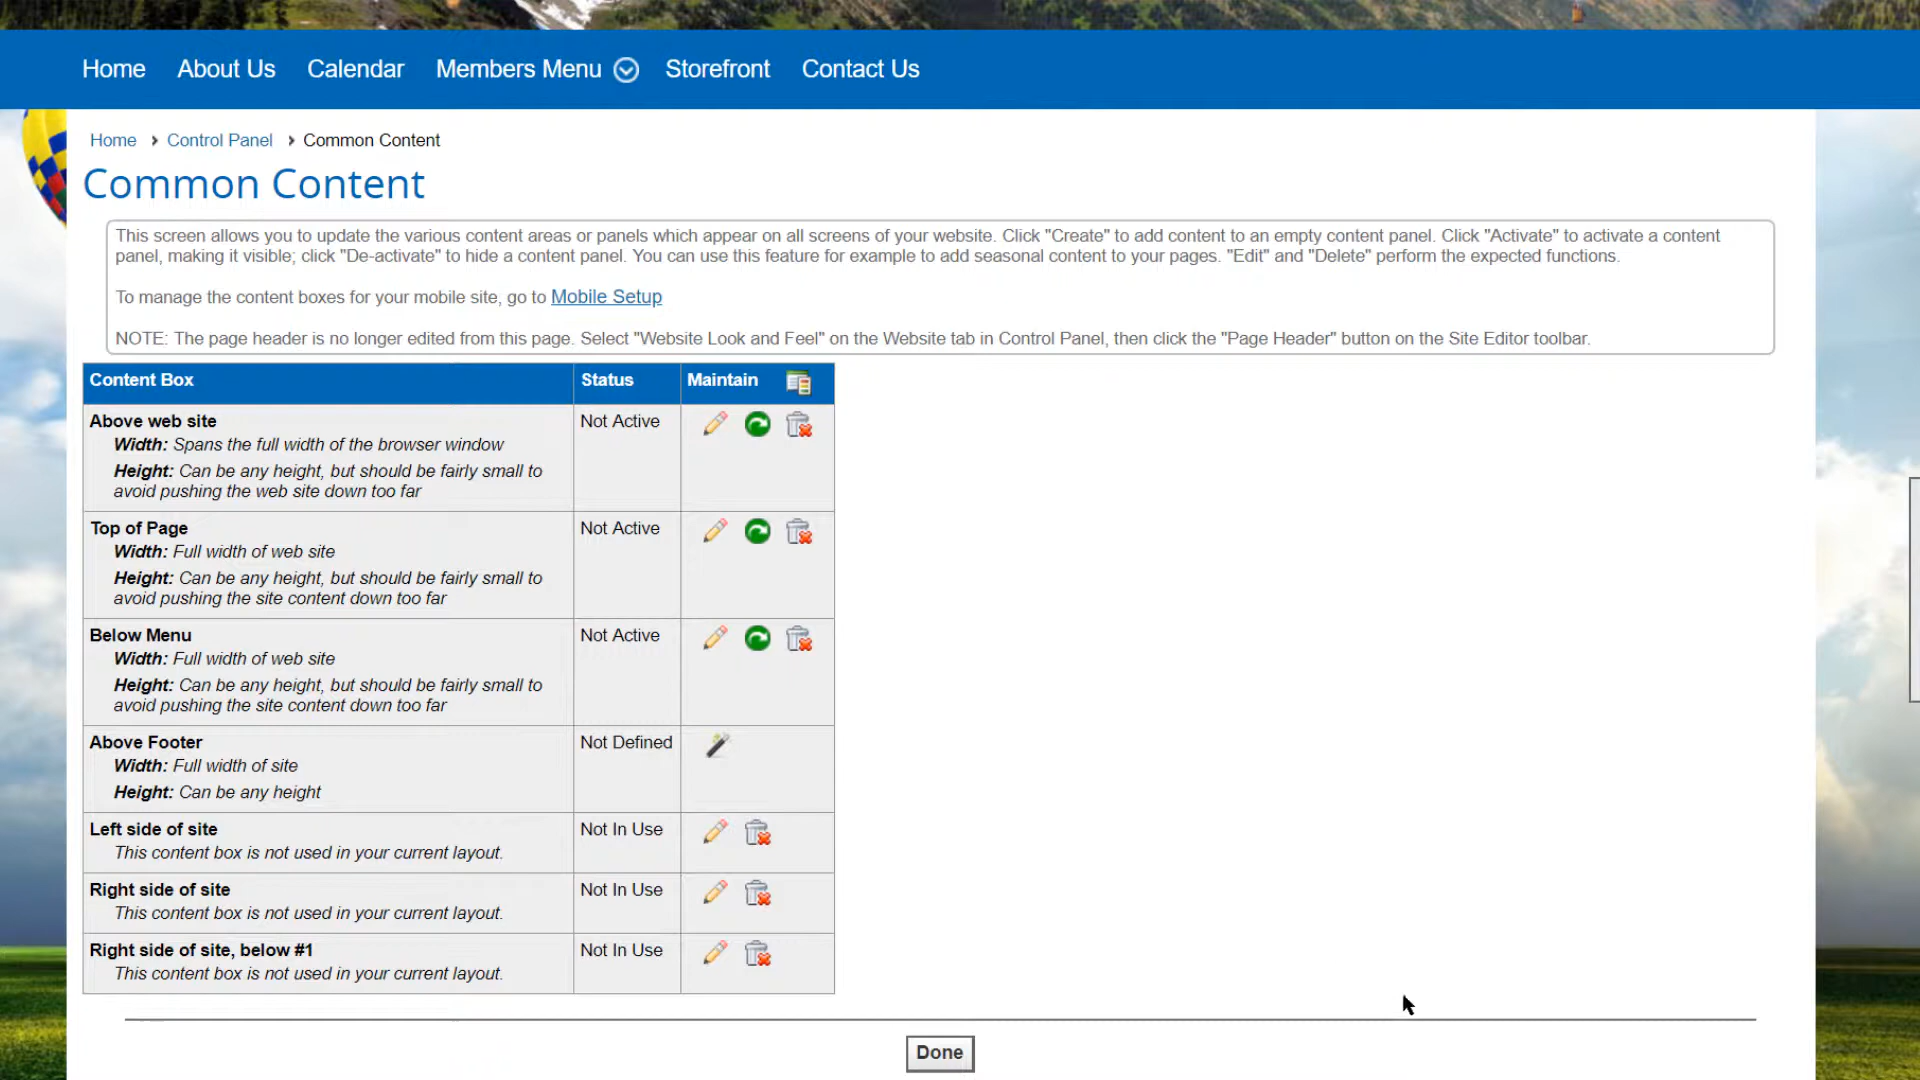 Home About Us Calendar Members Menu Storefront Contact Us
Home › Control Panel › Common Content
Common Content
This screen allows you to update the various content areas or panels which appear on all screens of your website. Click "Create" to add content to an empty content panel. Click "Activate" to activate a content
panel, making it visible; click "De-activate" to hide a content panel. You can use this feature for example to add seasonal content to your pages. "Edit" and "Delete" perform the expected functions.
To manage the content boxes for your mobile site, go to Mobile Setup
NOTE: The page header is no longer edited from this page. Select "Website Look and Feel" on the Website tab in Control Panel, then click the "Page Header" button on the Site Editor toolbar.
Content Box Status Maintain
Above web site Not Active
Width: Spans the full width of the browser window
Height: Can be any height, but should be fairly small to
avoid pushing the web site down too far
Top of Page Not Active
Width: Full width of web site
Height: Can be any height, but should be fairly small to
avoid pushing the site content down too far
Below Menu Not Active
Width: Full width of web site
Height: Can be any height, but should be fairly small to
avoid pushing the site content down too far
Above Footer Not Defined
Width: Full width of site
Height: Can be any height
Left side of site Not In Use
This content box is not used in your current layout.
Right side of site Not In Use
This content box is not used in your current layout.
Right side of site, below #1 Not In Use
This content box is not used in your current layout.
Done